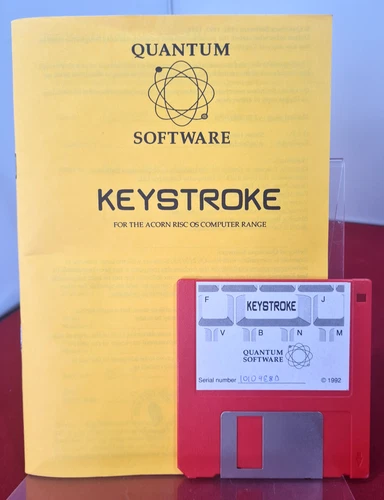 QUANTUM
SOFTWARE
KEYSTROKE
FOR THE ACORN RISC OS COMPUTER RANGE
F
KEYSTROKE
J
V
B
N
M
QUANTUM
SOFTWARE
Serial number
© 1992